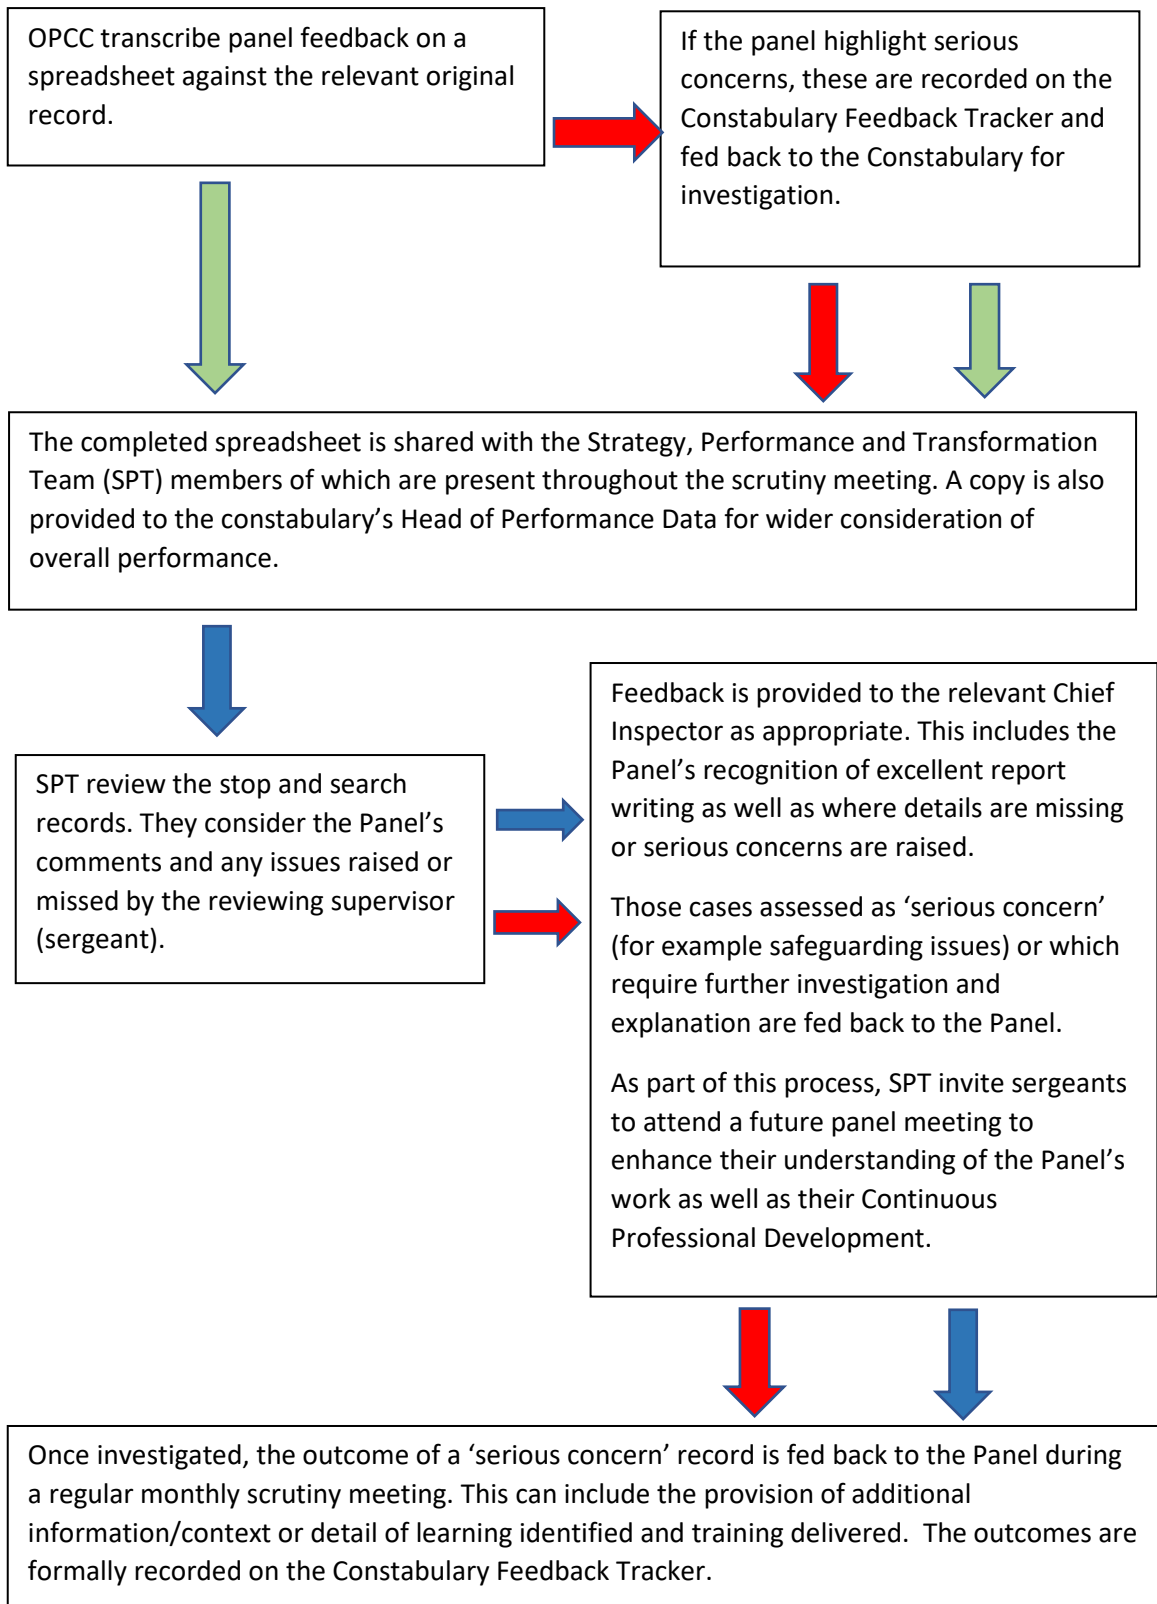 OPCC transcribe panel feedback on a
spreadsheet against the relevant original
record.
If the panel highlight serious
concerns, these are recorded on the
Constabulary Feedback Tracker and
fed back to the Constabulary for
investigation.
The completed spreadsheet is shared with the Strategy, Performance and Transformation
Team (SPT) members of which are present throughout the scrutiny meeting. A copy is also
provided to the constabulary’s Head of Performance Data for wider consideration of
overall performance.
SPT review the stop and search
records. They consider the Panel’s
comments and any issues raised or
missed by the reviewing supervisor
(sergeant).
Feedback is provided to the relevant Chief
Inspector as appropriate. This includes the
Panel’s recognition of excellent report
writing as well as where details are missing
or serious concerns are raised.
Those cases assessed as ‘serious concern’
(for example safeguarding issues) or which
require further investigation and
explanation are fed back to the Panel.
As part of this process, SPT invite sergeants
to attend a future panel meeting to
enhance their understanding of the Panel’s
work as well as their Continuous
Professional Development.
Once investigated, the outcome of a ‘serious concern’ record is fed back to the Panel during
a regular monthly scrutiny meeting. This can include the provision of additional
information/context or detail of learning identified and training delivered.  The outcomes are
formally recorded on the Constabulary Feedback Tracker.